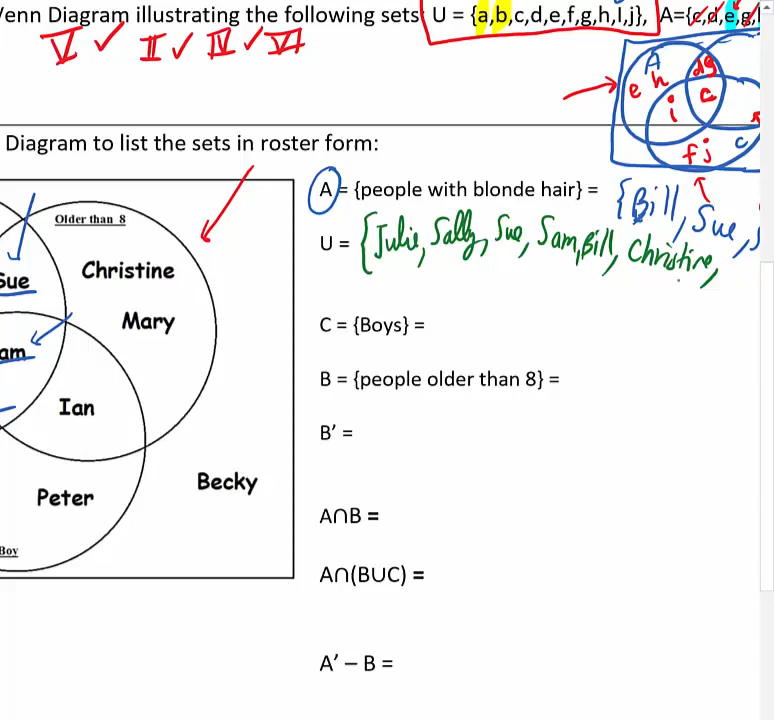 Venn Diagram illustrating the following sets U = {a,b,c,d,e,f,g,h,I,j}, A={c,d,e,g,
V II IV VI
A dg
e h c
i
f j c
Diagram to list the sets in roster form:
A = {people with blonde hair} = {Bill, Sue, S
U = {Julie, Sally, Sue, Sam, Bill, Christine,
Older than 8
Sue Christine
Mary
am
Ian
Peter Becky
Boy
C = {Boys} =
B = {people older than 8} =
B′ =
A∩B =
A∩(BUC) =
A′ – B =